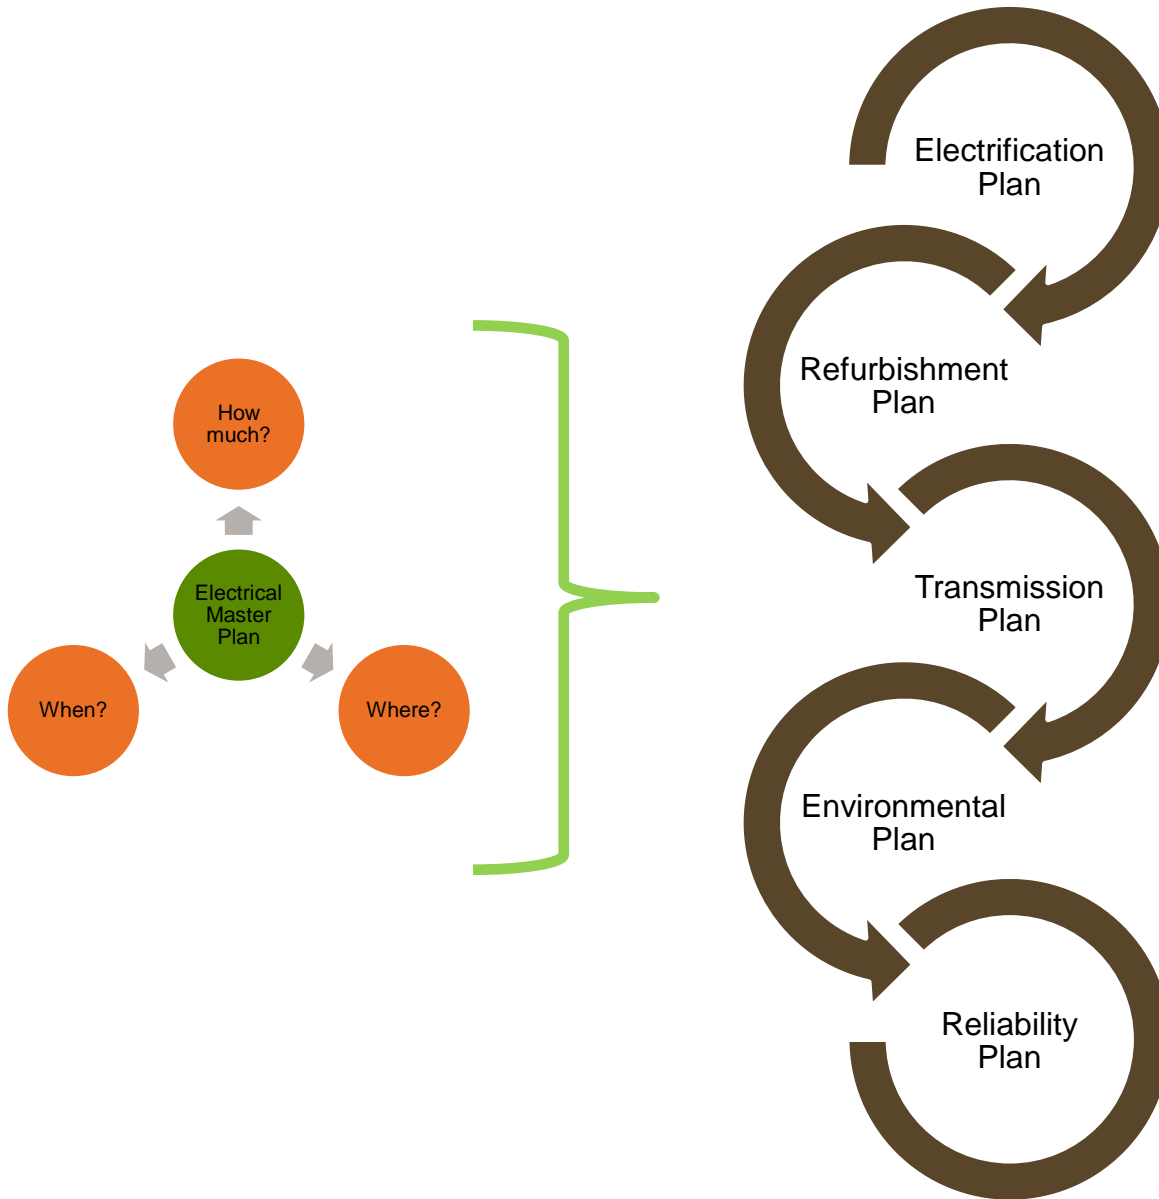 How
much?
Electrical
Master
Plan
When?
Where?
Electrification
Plan
Refurbishment
Plan
Transmission
Plan
Environmental
Plan
Reliability
Plan